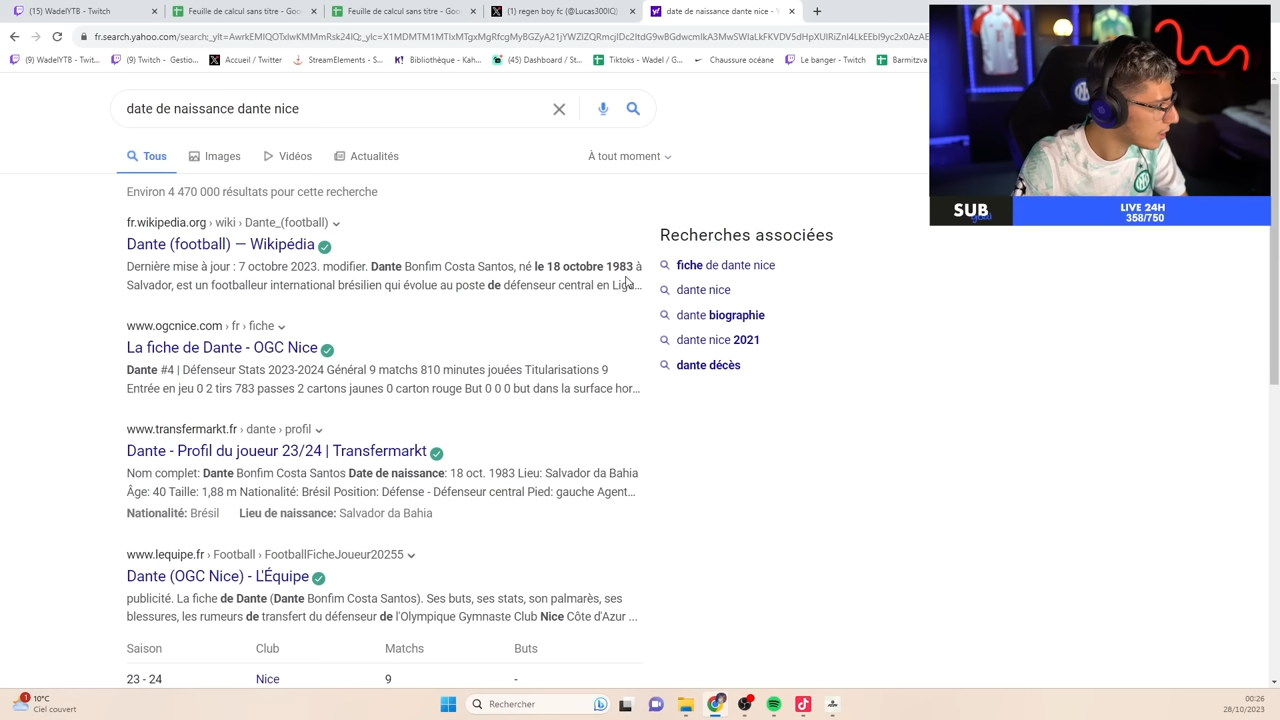 (15) WadelYTB - Twitch
Feuille de calcul sans titre - G
Feuille de calcul sans titre - G
(1) regen boy fc (@Lucas300IQ)
date de naissance dante nice - Y
fr.search.yahoo.com
(9) WadelYTB - Twit...
(9) Twitch - Gestio...
Accueil / Twitter
StreamElements - S...
Bibliothèque - Kah...
(45) Dashboard / St...
Tiktoks - Wadel / G...
Chaussure océane
Le banger - Twitch
Barmitzva
date de naissance dante nice
Tous
Images
Vidéos
Actualités
À tout moment
Environ 4 470 000 résultats pour cette recherche
fr.wikipedia.org › wiki › Dante_(football)
Dante (football) — Wikipédia
Dernière mise à jour : 7 octobre 2023. modifier. Dante Bonfim Costa Santos, né le 18 octobre 1983 à
Salvador, est un footballeur international brésilien qui évolue au poste de défenseur central en Ligu...
www.ogcnice.com › fr › fiche
La fiche de Dante - OGC Nice
Dante #4 | Défenseur Stats 2023-2024 Général 9 matchs 810 minutes jouées Titularisations 9
Entrée en jeu 0 2 tirs 783 passes 2 cartons jaunes 0 carton rouge But 0 0 0 but dans la surface hor...
www.transfermarkt.fr › dante › profil
Dante - Profil du joueur 23/24 | Transfermarkt
Nom complet: Dante Bonfim Costa Santos Date de naissance: 18 oct. 1983 Lieu: Salvador da Bahia
Âge: 40 Taille: 1,88 m Nationalité: Brésil Position: Défense - Défenseur central Pied: gauche Agent...
Nationalité: Brésil Lieu de naissance: Salvador da Bahia
www.lequipe.fr › Football › FootballFicheJoueur20255
Dante (OGC Nice) - L'Équipe
publicité. La fiche de Dante (Dante Bonfim Costa Santos). Ses buts, ses stats, son palmarès, ses
blessures, les rumeurs de transfert du défenseur de l'Olympique Gymnaste Club Nice Côte d'Azur ...
Saison Club Matchs Buts
23 - 24 Nice 9 -
Recherches associées
fiche de dante nice
dante nice
dante biographie
dante nice 2021
dante décès
SUB
goal
LIVE 24H
358/750
1
10°C
Ciel couvert
Rechercher
00:26
28/10/2023